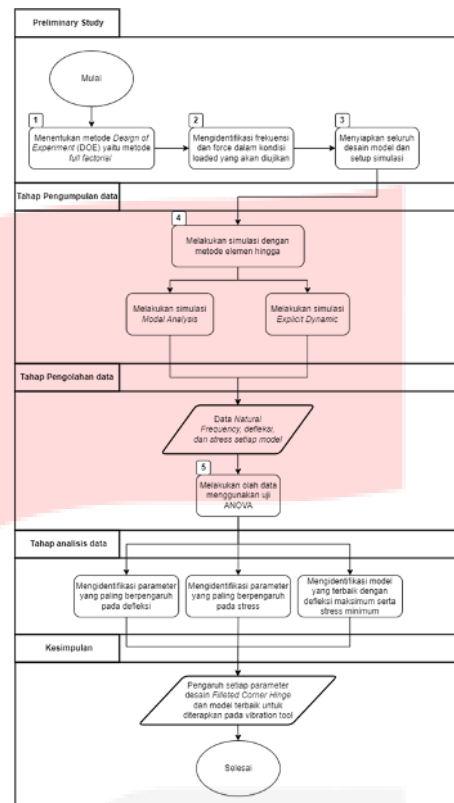 Preliminary Study
Mulai
1
Menentukan metode Design of
Experiment (DOE) yaitu metode
full factorial
2
Mengidentifikasi frekuensi
dan force dalam kondisi
loaded yang akan diujikan
3
Menyiapkan seluruh
desain model dan
setup simulasi
Tahap Pengumpulan data
4
Melakukan simulasi dengan
metode elemen hingga
Melakukan simulasi
Modal Analysis
Melakukan simulasi
Explicit Dynamic
Tahap Pengolahan data
Data Natural
Frequency, defleksi,
dan stress setiap model
5
Melakukan olah data
menggunakan uji
ANOVA
Tahap analisis data
Mengidentifikasi parameter
yang paling berpengaruh
pada defleksi
Mengidentifikasi parameter
yang paling berpengaruh
pada stress
Mengidentifikasi model
yang terbaik dengan
defleksi maksimum serta
stress minimum
Kesimpulan
Pengaruh setiap parameter
desain Filleted Corner Hinge
dan model terbaik untuk
diterapkan pada vibration tool
Selesai